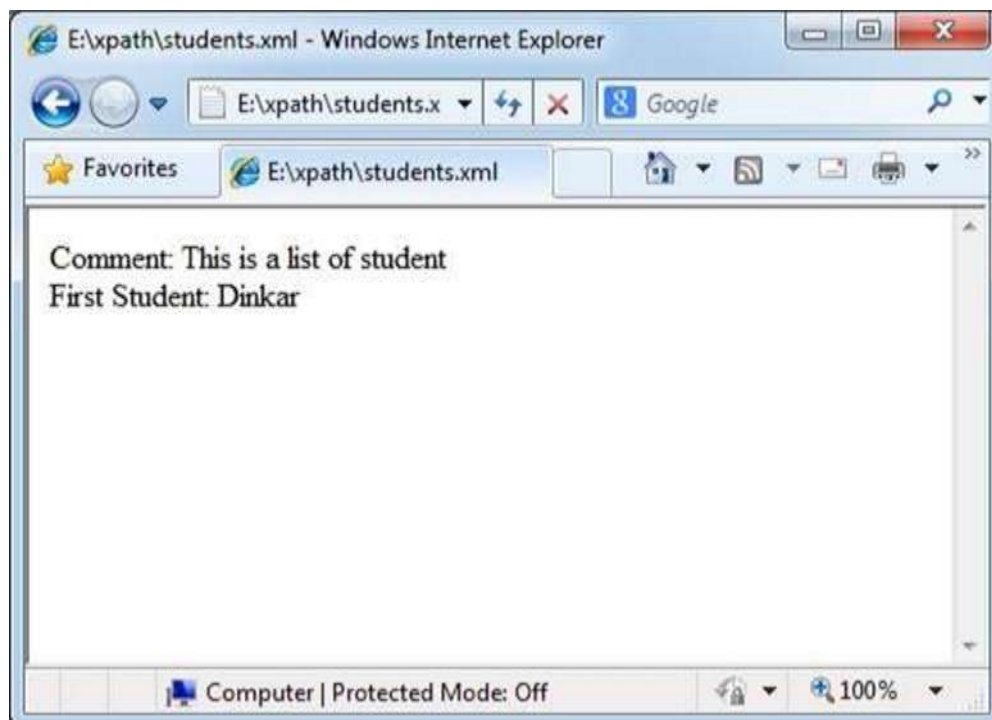 E:\xpath\students.xml - Windows Internet Explorer
E:\xpath\students.x
Google
Favorites
E:\xpath\students.xml
Comment: This is a list of student
First Student: Dinkar
Computer | Protected Mode: Off
100%